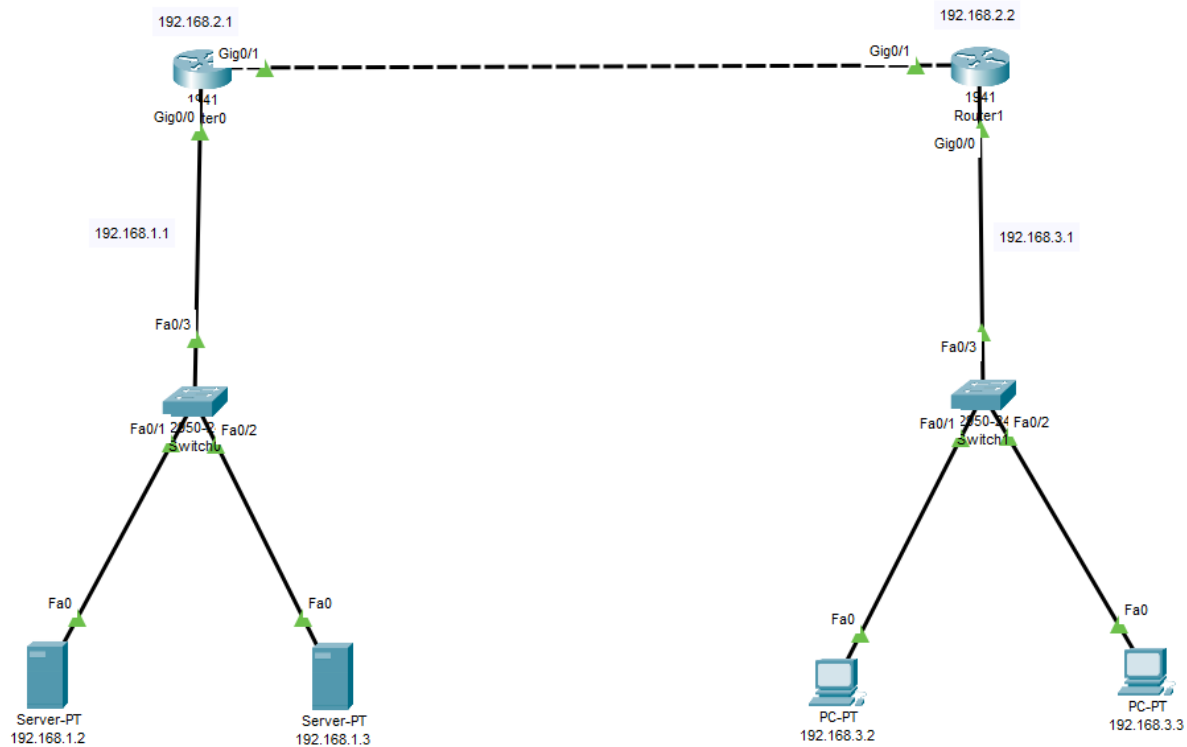 192.168.2.1
192.168.2.2
Gig0/1
Gig0/1
1941
Gig0/0
1941
Router1
Gig0/0
192.168.1.1
192.168.3.1
Fa0/3
Fa0/3
Fa0/1
Fa0/2
Fa0/1
Fa0/2
Switch0
Switch1
Fa0
Fa0
Fa0
Fa0
Server-PT
192.168.1.2
Server-PT
192.168.1.3
PC-PT
192.168.3.2
PC-PT
192.168.3.3